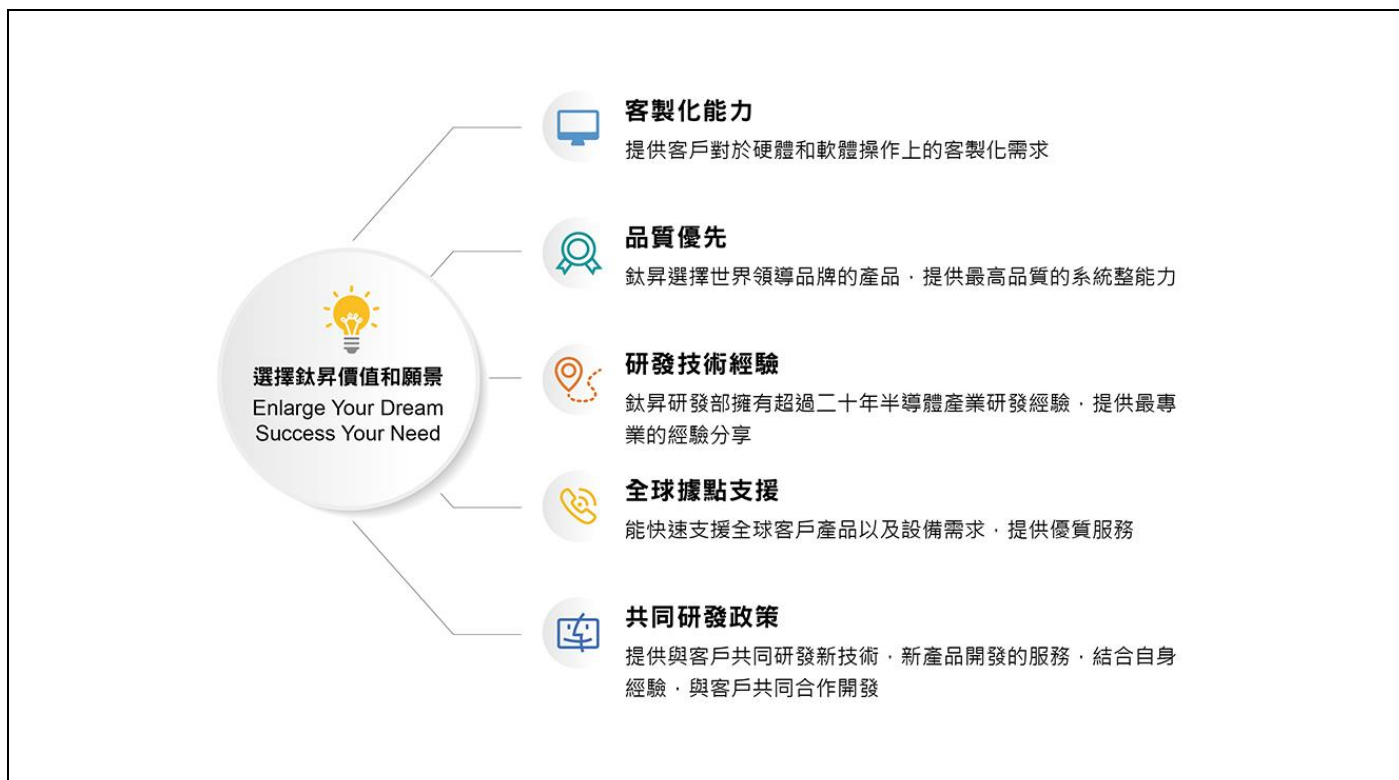 選擇鈦昇價值和願景
Enlarge Your Dream
Success Your Need
客製化能力
提供客戶對於硬體和軟體操作上的客製化需求
品質優先
鈦昇選擇世界領導品牌的產品，提供最高品質的系統整能力
研發技術經驗
鈦昇研發部擁有超過二十年半導體產業研發經驗，提供最專
業的經驗分享
全球據點支援
能快速支援全球客戶產品以及設備需求，提供優質服務
共同研發政策
提供與客戶共同研發新技術，新產品開發的服務，結合自身
經驗，與客戶共同合作開發